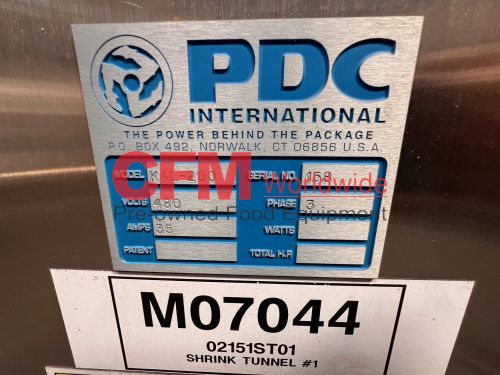 PDC
INTERNATIONAL
THE POWER BEHIND THE PACKAGE
P.O. BOX 492, NORWALK, CT 06856 U.S.A.
MODEL SERIAL NO. 158
CFM Worldwide
VOLTS 480 PHASE 3
Pre-owned Food Equipment
AMPS 35 WATTS
PATENT TOTAL H.P.
M07044
02151ST01
SHRINK TUNNEL #1